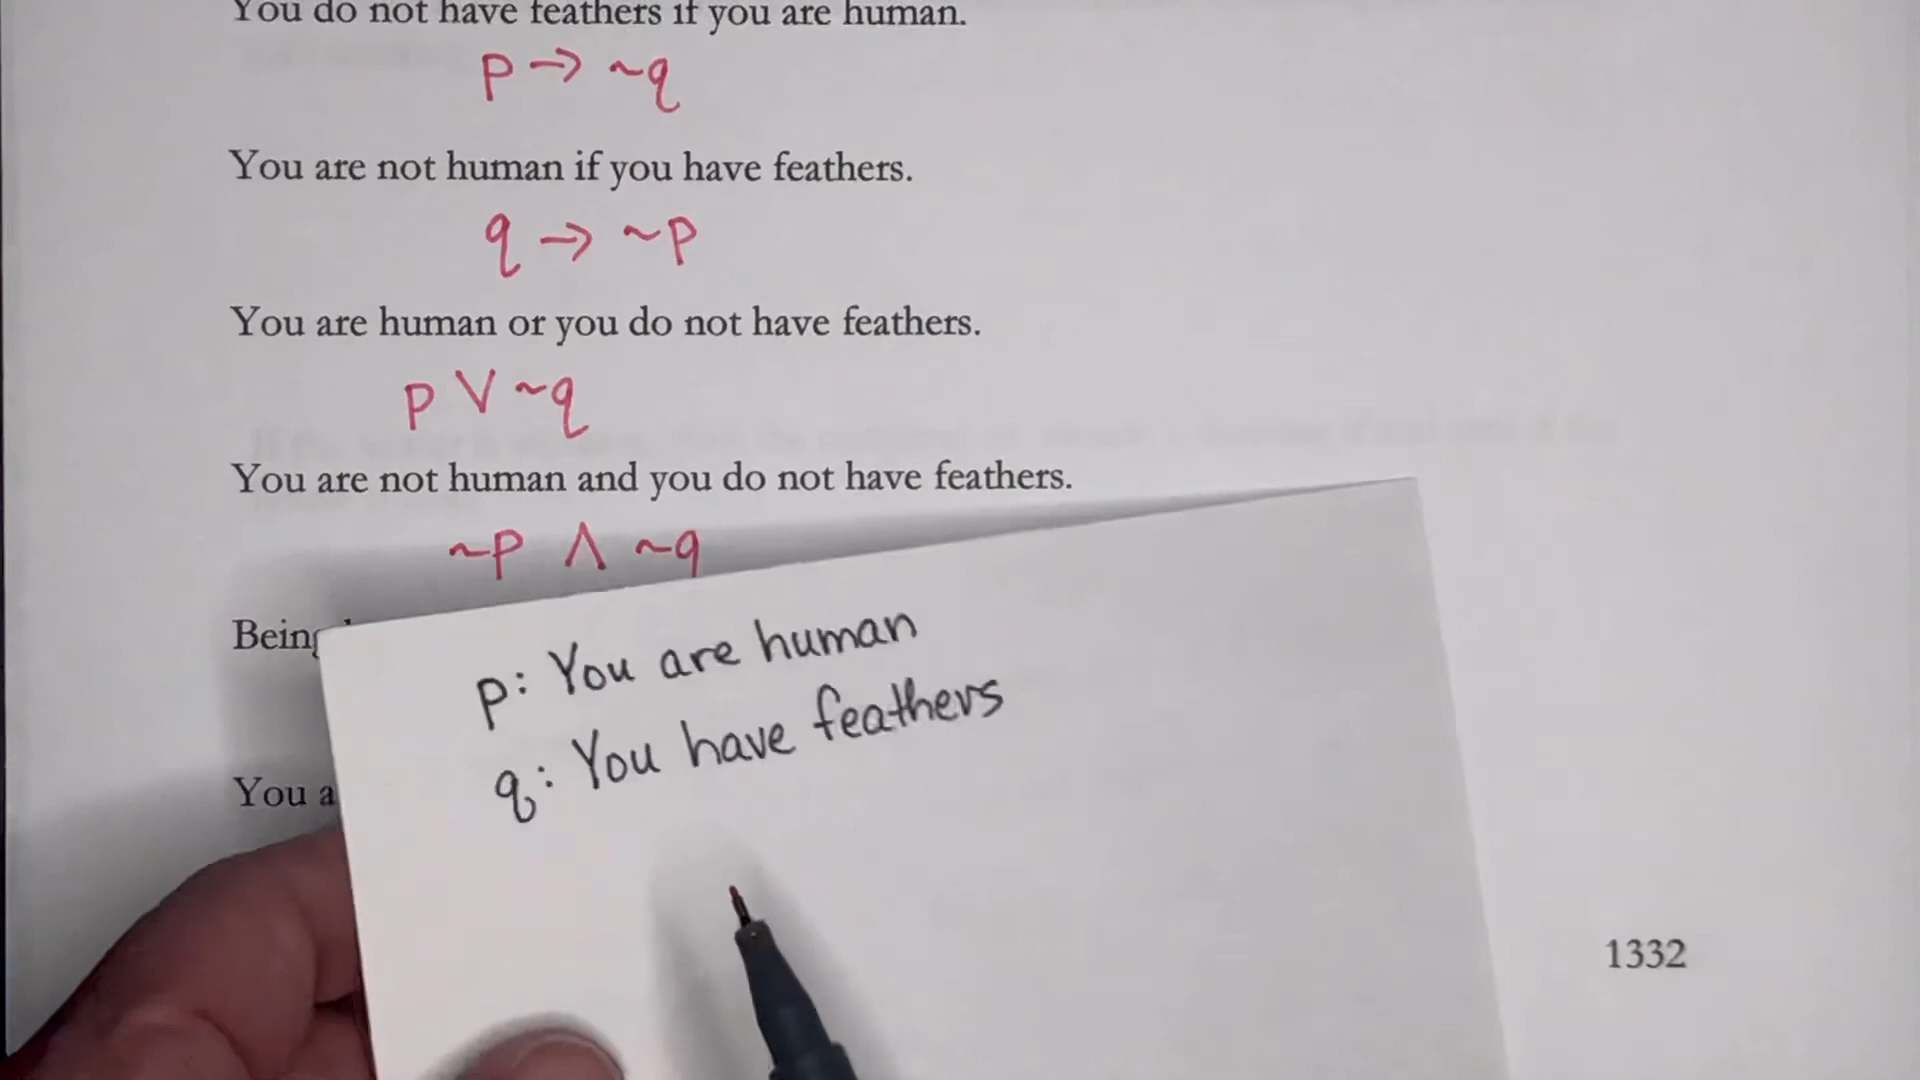 You do not have feathers if you are human.
p → ~q
You are not human if you have feathers.
q → ~p
You are human or you do not have feathers.
p ∨ ~q
You are not human and you do not have feathers.
~p ∧ ~q
Being
p: You are human
q: You have feathers
You a
1332